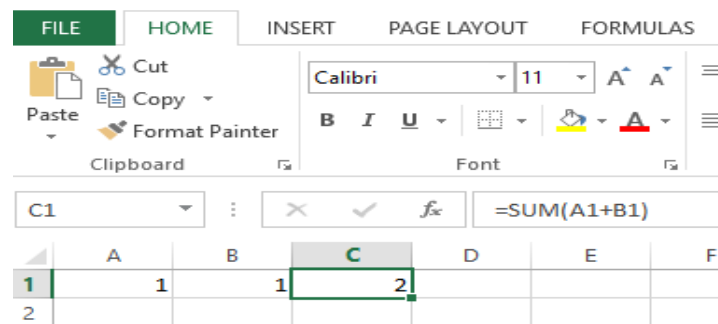 FILE HOME INSERT PAGE LAYOUT FORMULAS
Cut
Copy
Format Painter
Paste
Calibri 11 A A
B I U A
Clipboard Font
C1 fx =SUM(A1+B1)
A B C D E F
1 1 1 2
2